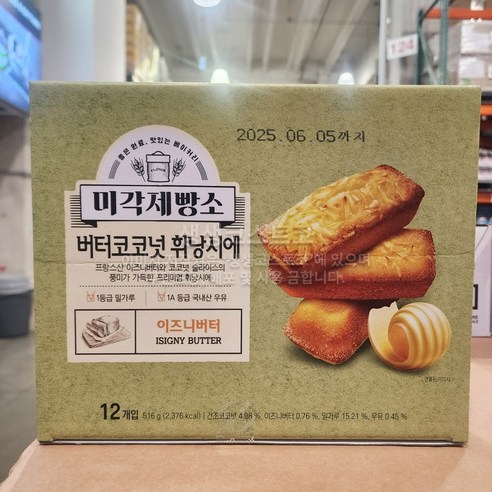 124
2025.06.05까지
좋은 원료, 맛있는 베이커리
미각제빵소
버터코코넛 휘낭시에
프랑스산 이즈니버터와 코코넛 슬라이스의
풍미가 가득한 프리미엄 휘낭시에
1등급 밀가루
1A 등급 국내산 우유
이즈니버터
ISIGNY BUTTER
12개입 516 g (2,376 kcal) | 건조코코넛 4.98 %, 이즈니버터 0.76 %, 밀가루 15.21 %, 우유 0.45 %